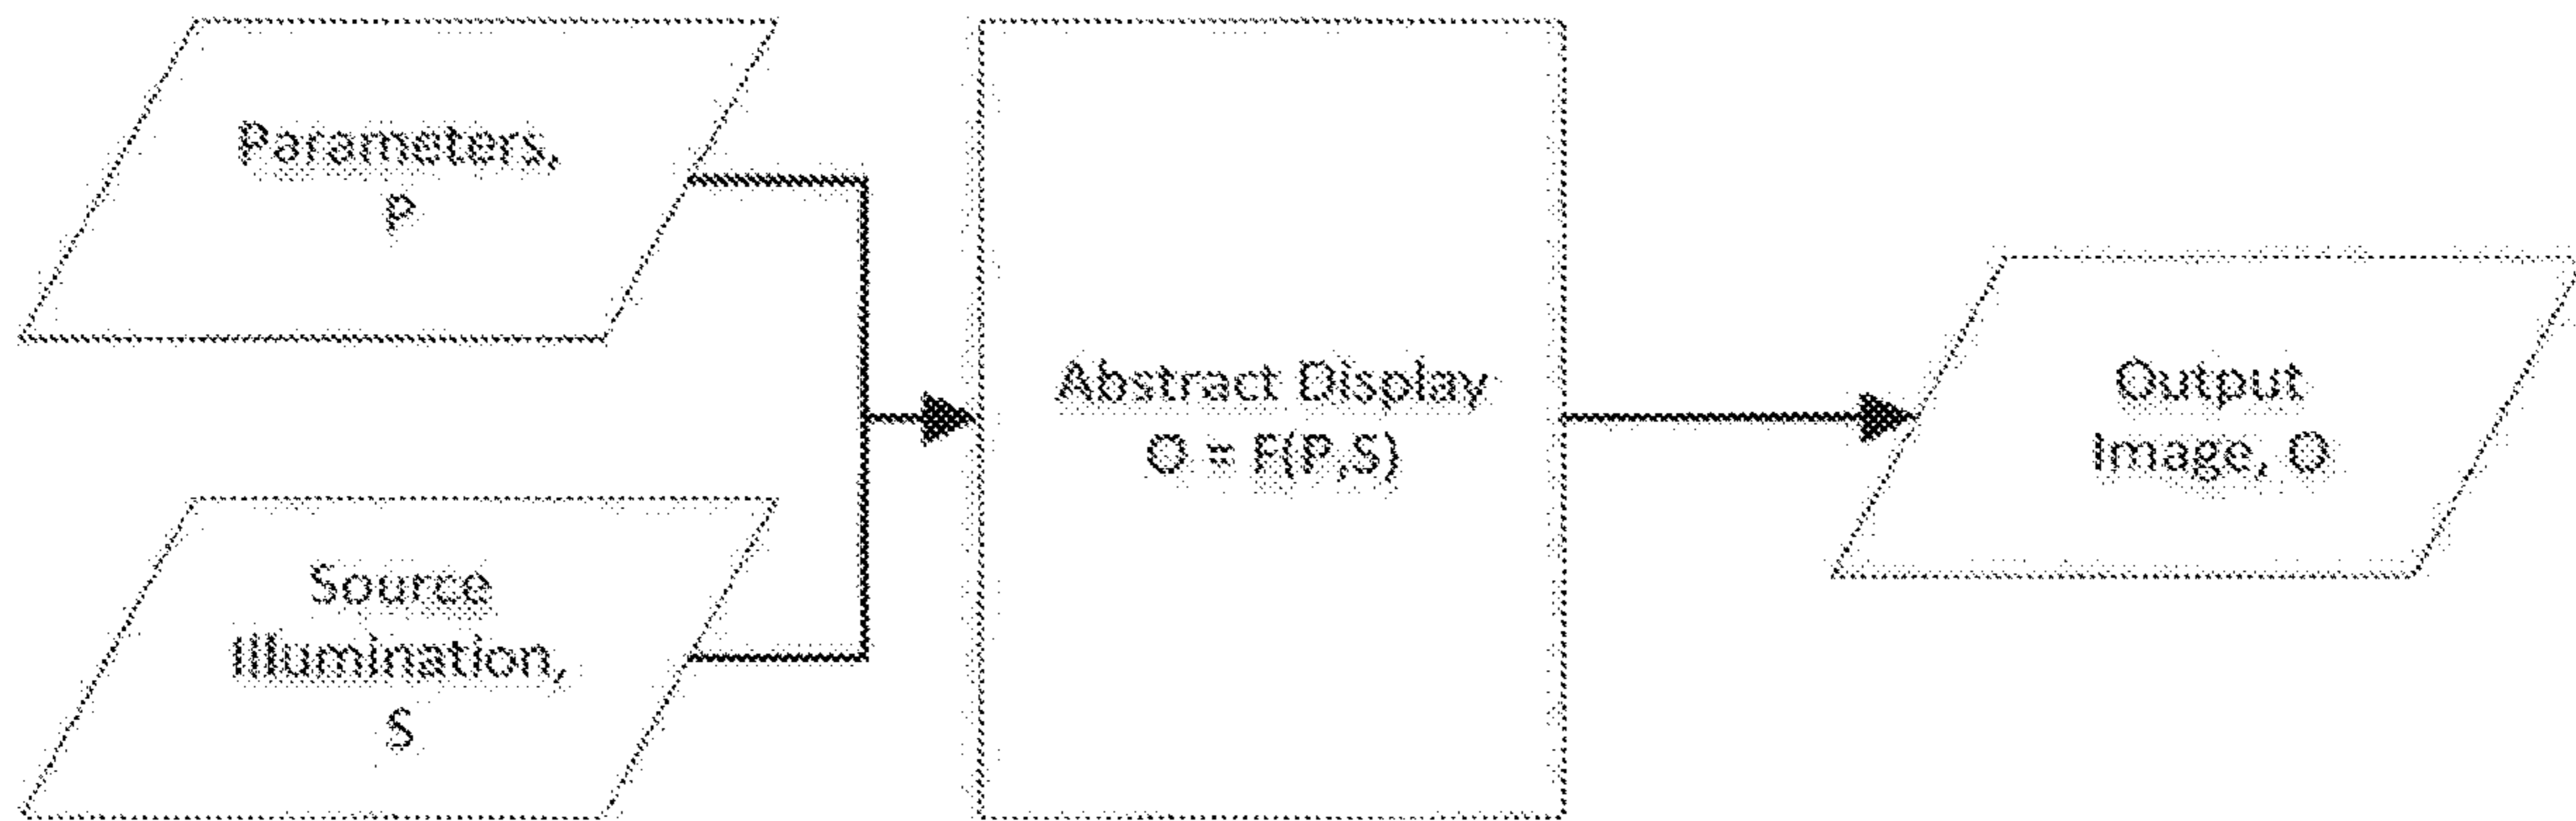 Parameters,
P
Source
Illumination,
S
Abstract Display
O = F(P,S)
Output
Image, O